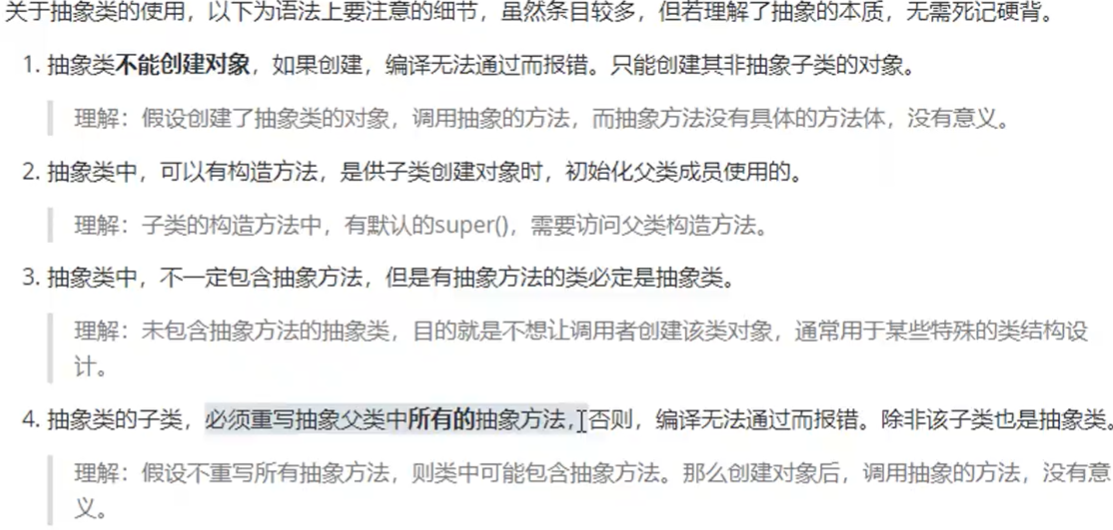 关于抽象类的使用，以下为语法上要注意的细节，虽然条目较多，但若理解了抽象的本质，无需死记硬背。
1. 抽象类不能创建对象，如果创建，编译无法通过而报错。只能创建其非抽象子类的对象。
理解：假设创建了抽象类的对象，调用抽象的方法，而抽象方法没有具体的方法体，没有意义。
2. 抽象类中，可以有构造方法，是供子类创建对象时，初始化父类成员使用的。
理解：子类的构造方法中，有默认的super()，需要访问父类构造方法。
3. 抽象类中，不一定包含抽象方法，但是有抽象方法的类必定是抽象类。
理解：未包含抽象方法的抽象类，目的就是不想让调用者创建该类对象，通常用于某些特殊的类结构设
计。
4. 抽象类的子类，必须重写抽象父类中所有的抽象方法，否则，编译无法通过而报错。除非该子类也是抽象类。
理解：假设不重写所有抽象方法，则类中可能包含抽象方法。那么创建对象后，调用抽象的方法，没有意
义。